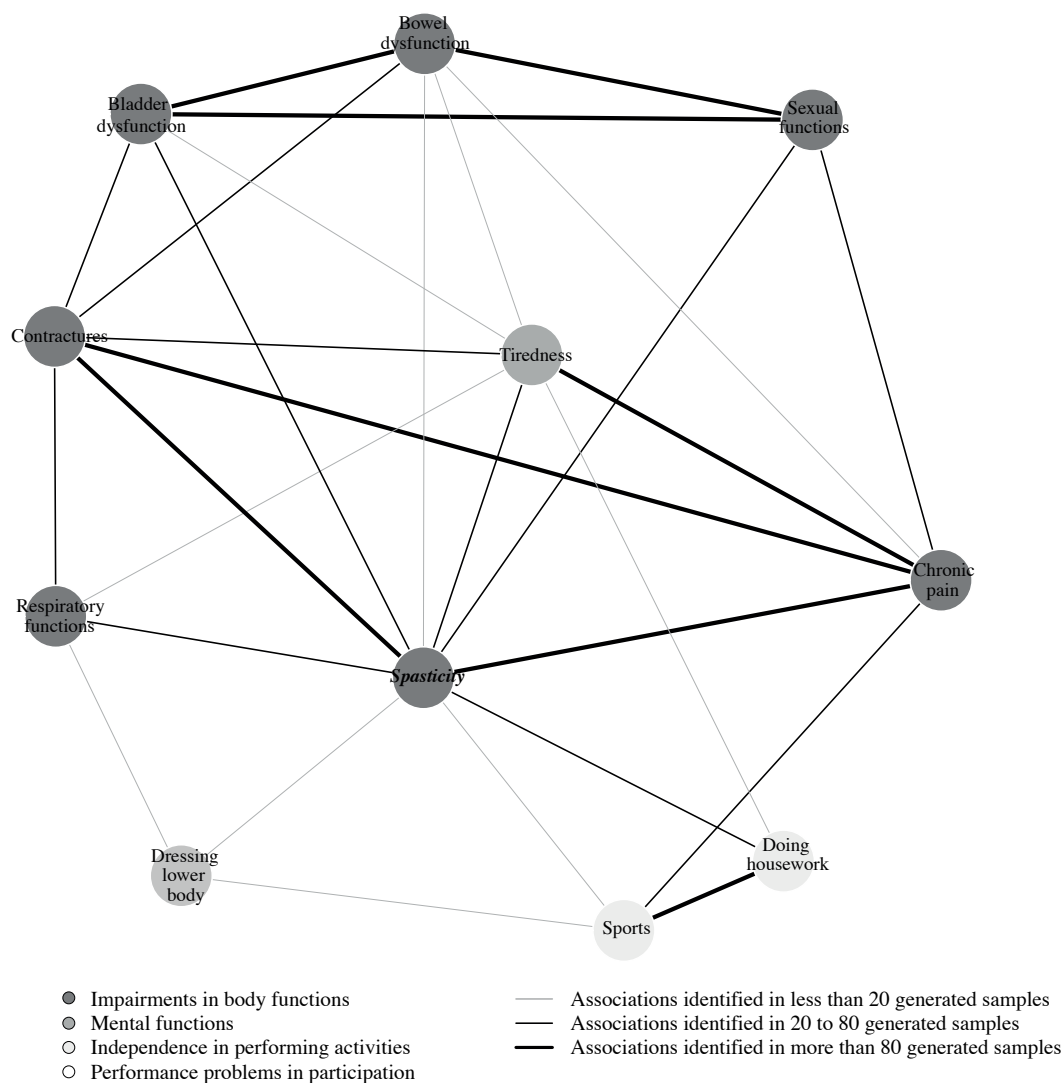 Bowel
dysfunction
Bladder
dysfunction
Sexual
functions
Contractures
Tiredness
Chronic
pain
Respiratory
functions
Spasticity
Dressing
lower
body
Doing
housework
Sports
Impairments in body functions
Mental functions
Independence in performing activities
Performance problems in participation
Associations identified in less than 20 generated samples
Associations identified in 20 to 80 generated samples
Associations identified in more than 80 generated samples